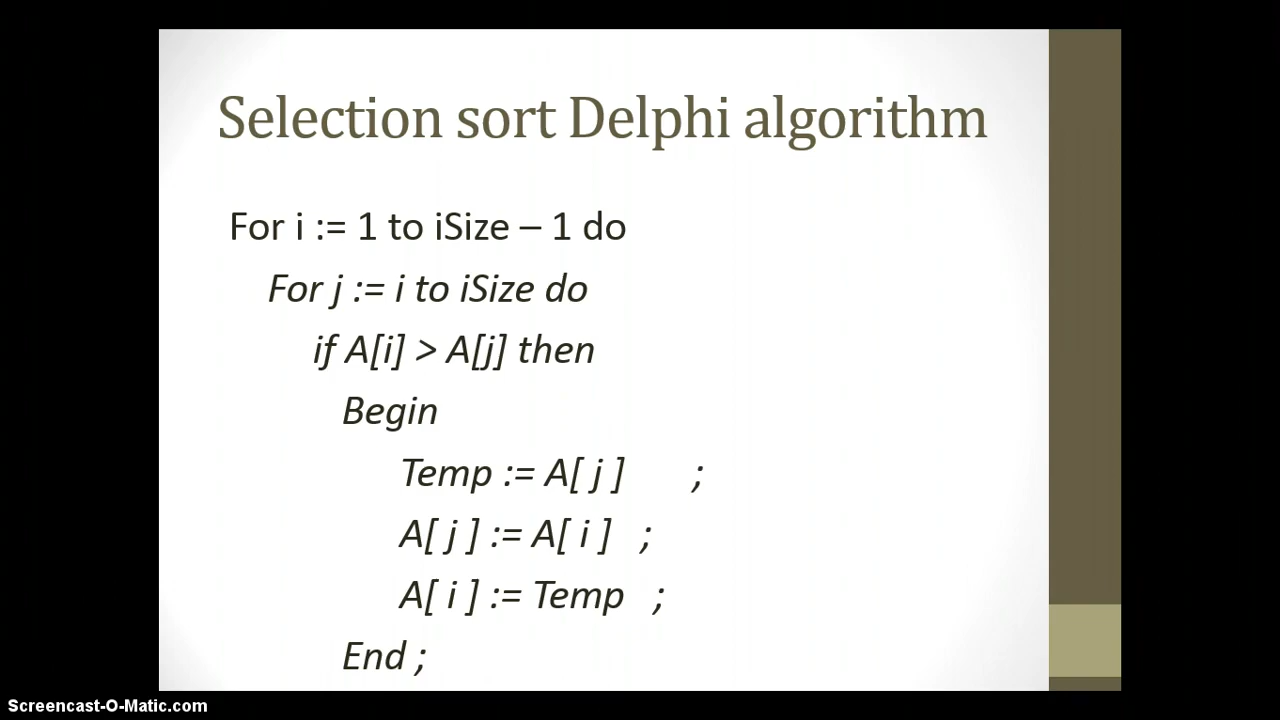 Selection sort Delphi algorithm
For i := 1 to iSize – 1 do
For j := i to iSize do
if A[i] > A[j] then
Begin
Temp := A[ j ] ;
A[ j ] := A[ i ] ;
A[ i ] := Temp ;
End ;
Screencast-O-Matic.com